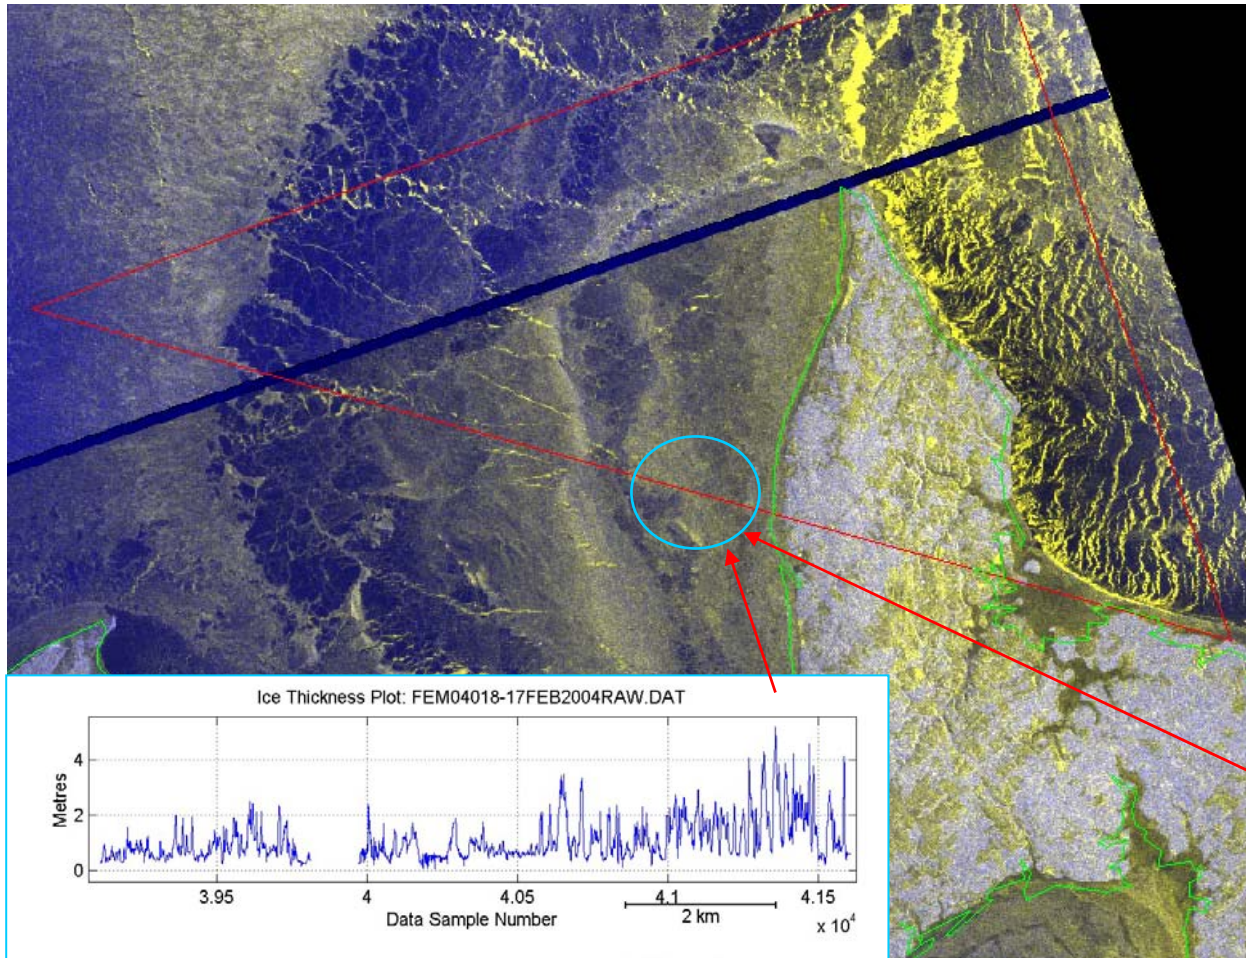 Ice Thickness Plot: FEM04018-17FEB2004RAW.DAT
Metres
4
2
0
3.95 4 4.05 4.1 4.15
2 km
Data Sample Number
x 10⁴